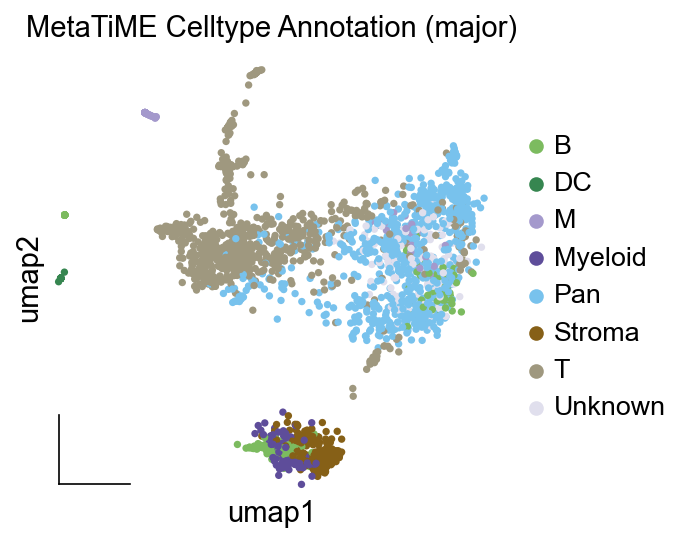 MetaTiME Celltype Annotation (major)
B
DC
M
Myeloid
Pan
Stroma
T
Unknown
umap2
umap1